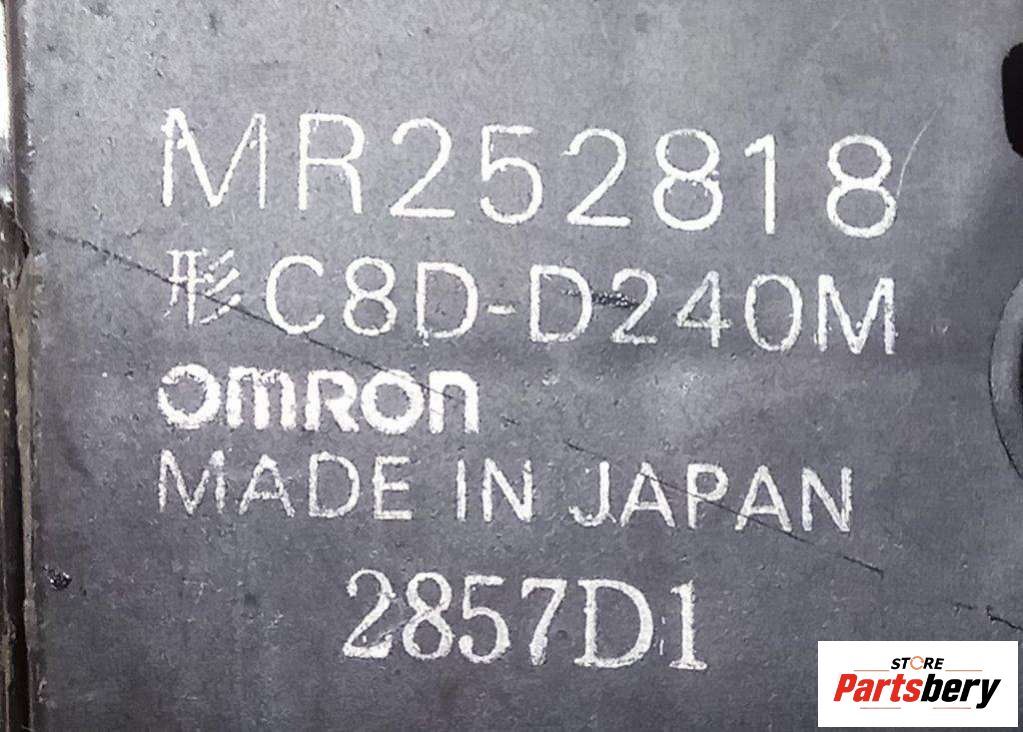 MR252818
形C8D-D240M
omron
MADE IN JAPAN
2857D1
STORE
Partsbery